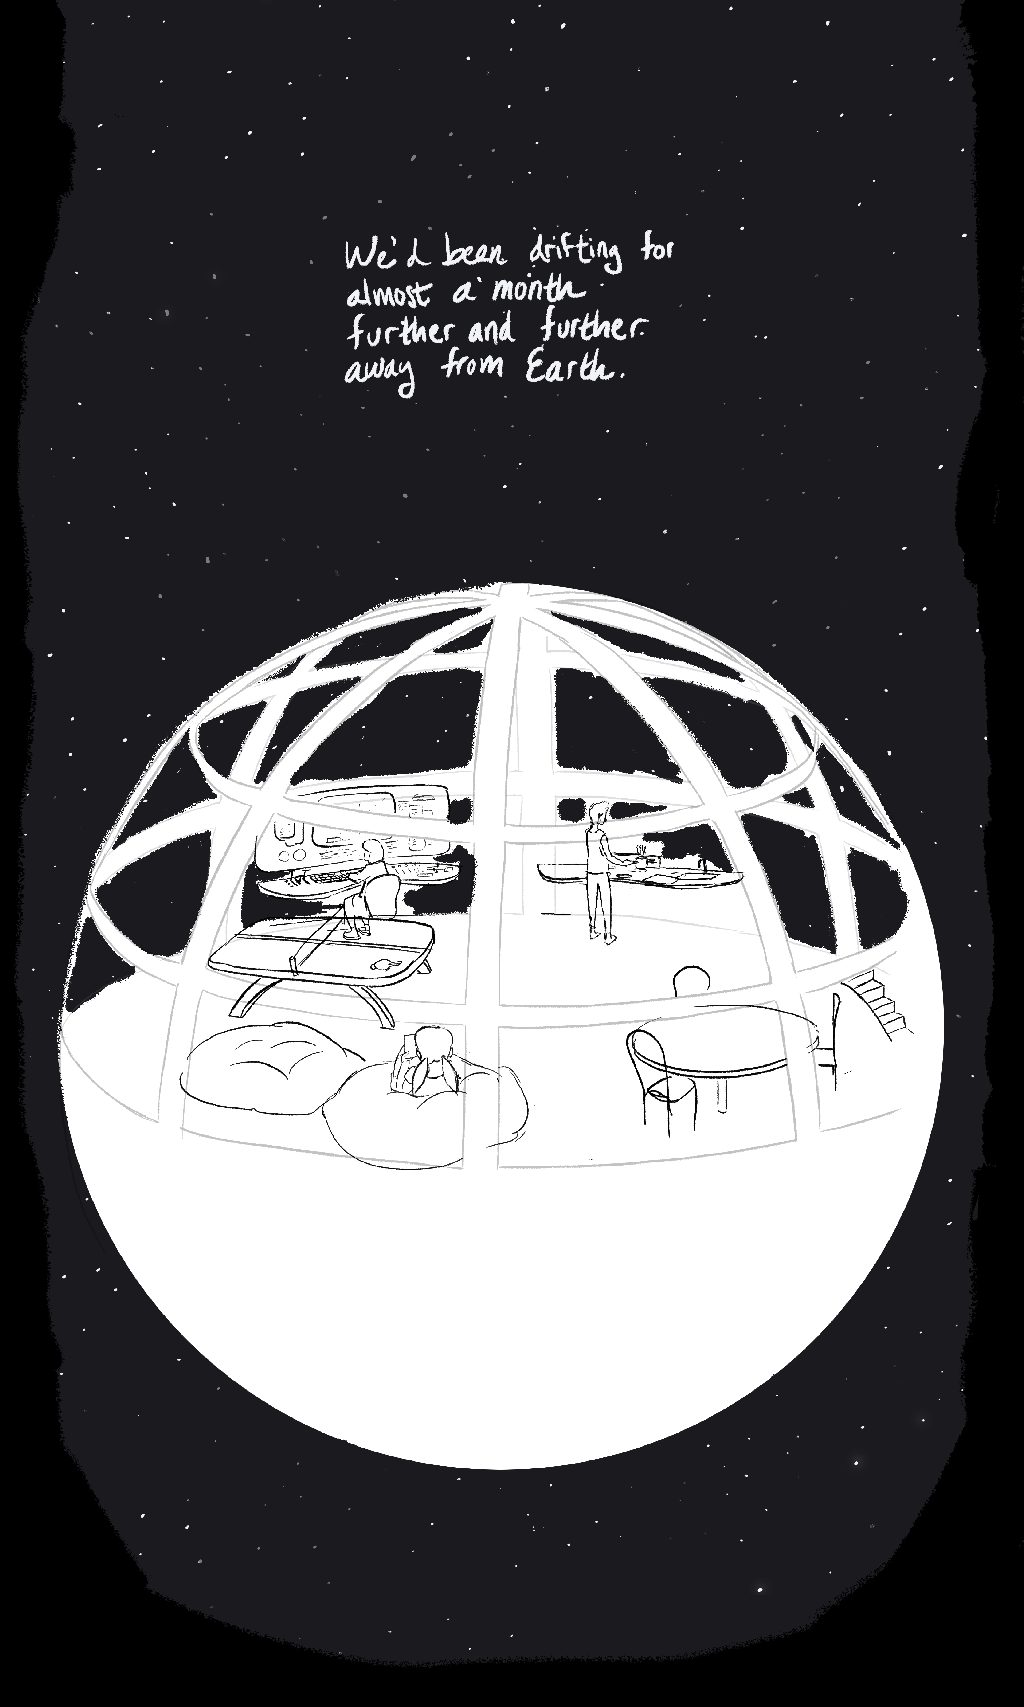 We'd been drifting for
almost a month
further and further
away from Earth.